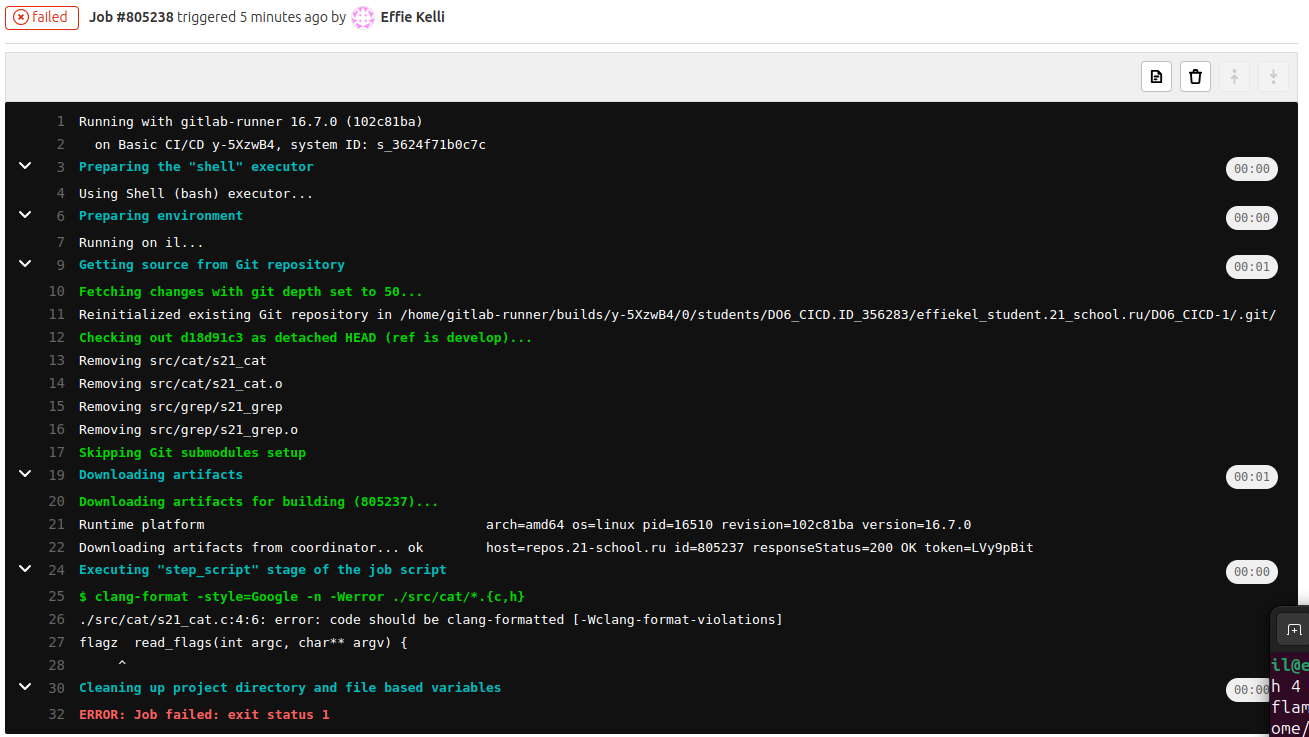 failed Job #805238 triggered 5 minutes ago by Effie Kelli
1 Running with gitlab-runner 16.7.0 (102c81ba)
2 on Basic CI/CD y-5XzwB4, system ID: s_3624f71b0c7c
3 Preparing the "shell" executor 00:00
4 Using Shell (bash) executor...
6 Preparing environment 00:00
7 Running on il...
9 Getting source from Git repository 00:01
10 Fetching changes with git depth set to 50...
11 Reinitialized existing Git repository in /home/gitlab-runner/builds/y-5XzwB4/0/students/DO6_CICD.ID_356283/effiekel_student.21_school.ru/DO6_CICD-1/.git/
12 Checking out d18d91c3 as detached HEAD (ref is develop)...
13 Removing src/cat/s21_cat
14 Removing src/cat/s21_cat.o
15 Removing src/grep/s21_grep
16 Removing src/grep/s21_grep.o
17 Skipping Git submodules setup
19 Downloading artifacts 00:01
20 Downloading artifacts for building (805237)...
21 Runtime platform arch=amd64 os=linux pid=16510 revision=102c81ba version=16.7.0
22 Downloading artifacts from coordinator... ok host=repos.21-school.ru id=805237 responseStatus=200 OK token=LVy9pBit
24 Executing "step_script" stage of the job script 00:00
25 $ clang-format -style=Google -n -Werror ./src/cat/*.{c,h}
26 ./src/cat/s21_cat.c:4:6: error: code should be clang-formatted [-Wclang-format-violations]
27 flagz  read_flags(int argc, char** argv) {
28 ^
30 Cleaning up project directory and file based variables 00:00
32 ERROR: Job failed: exit status 1
il@e
h 4
flam
ome/